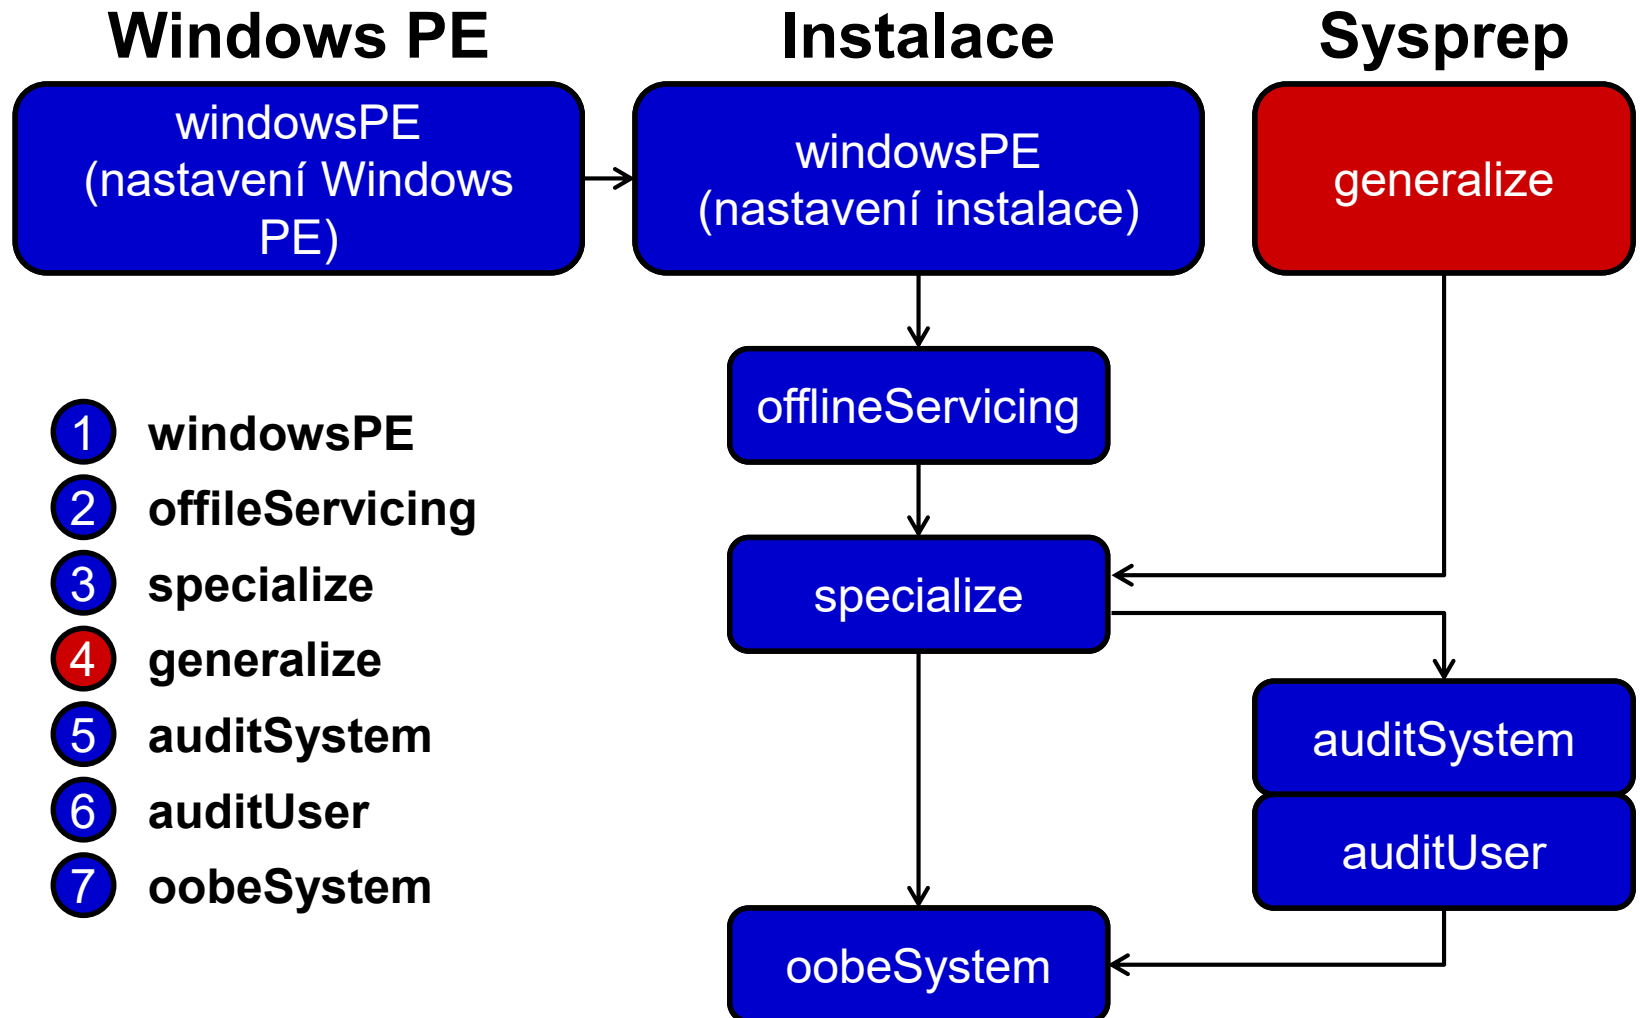 Windows PE
Instalace
Sysprep
windowsPE
(nastavení Windows
PE)
windowsPE
(nastavení instalace)
generalize
offlineServicing
1 windowsPE
2 offileServicing
3 specialize
4 generalize
5 auditSystem
6 auditUser
7 oobeSystem
specialize
auditSystem
auditUser
oobeSystem